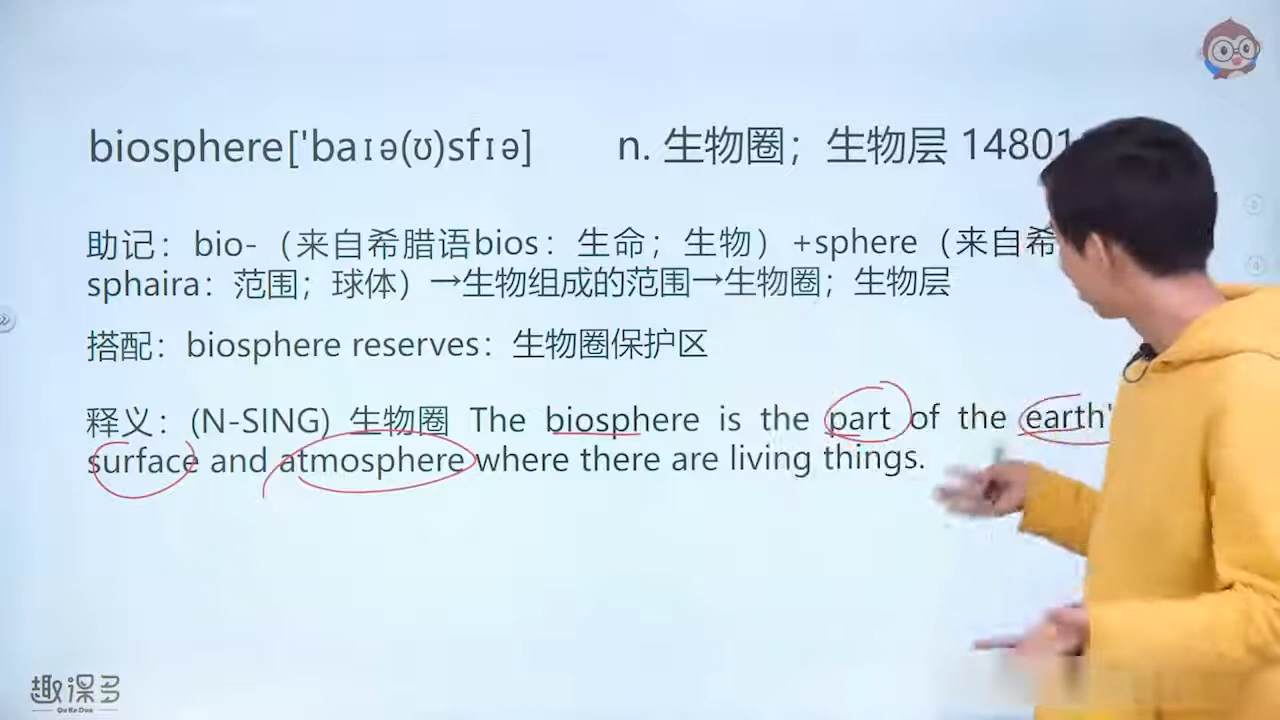 biosphere['baɪə(ʊ)sfɪə] n. 生物圈；生物层 14801
助记：bio-（来自希腊语bios：生命；生物）+sphere（来自希
sphaira：范围；球体）→生物组成的范围→生物圈；生物层
搭配：biosphere reserves：生物圈保护区
释义：(N-SING) 生物圈 The biosphere is the part of the earth'
surface and atmosphere where there are living things.
趣课多
QuKeDuo